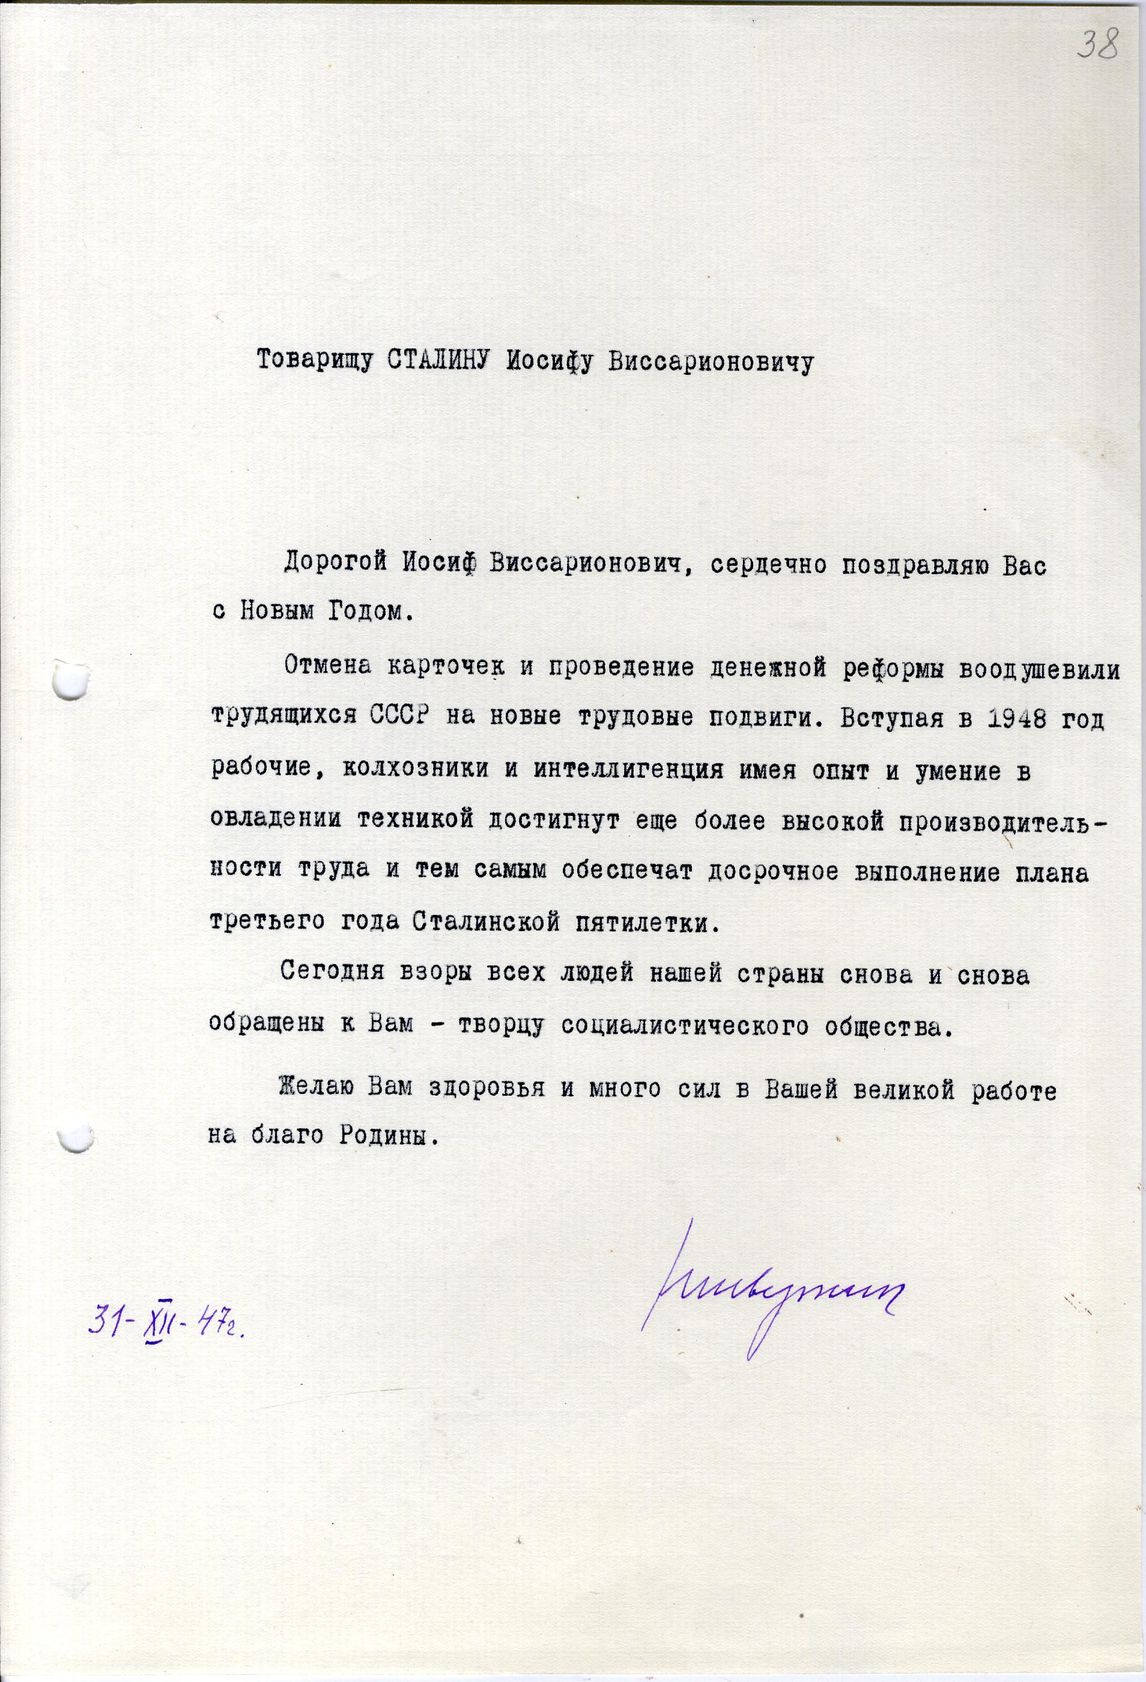 38
Товарищу СТАЛИНУ Иосифу Виссарионовичу
Дорогой Иосиф Виссарионович, сердечно поздравляю Вас
с Новым Годом.
Отмена карточек и проведение денежной реформы воодушевили
трудящихся СССР на новые трудовые подвиги. Вступая в 1948 год
рабочие, колхозники и интеллигенция имея опыт и умение в
овладении техникой достигнут еще более высокой производитель-
ности труда и тем самым обеспечат досрочное выполнение плана
третьего года Сталинской пятилетки.
Сегодня взоры всех людей нашей страны снова и снова
обращены к Вам - творцу социалистического общества.
Желаю Вам здоровья и много сил в Вашей великой работе
на благо Родины.
31-XII-47г.